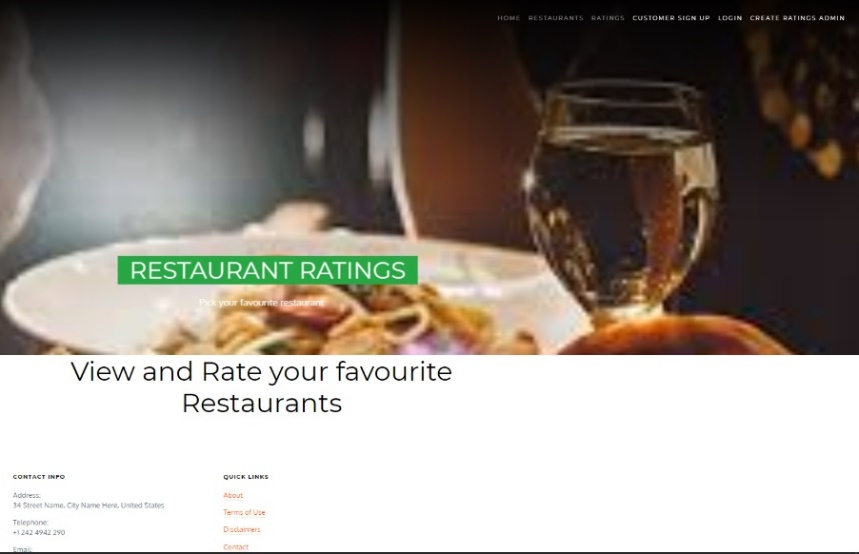 HOME RESTAURANTS RATINGS CUSTOMER SIGN UP LOGIN CREATE RATINGS ADMIN
RESTAURANT RATINGS
Pick your favourite restaurant
View and Rate your favourite
Restaurants
CONTACT INFO
Address:
34 Street Name, City Name Here, United States
Telephone:
+1 242 4942 290
Email:
QUICK LINKS
About
Terms of Use
Disclaimers
Contact